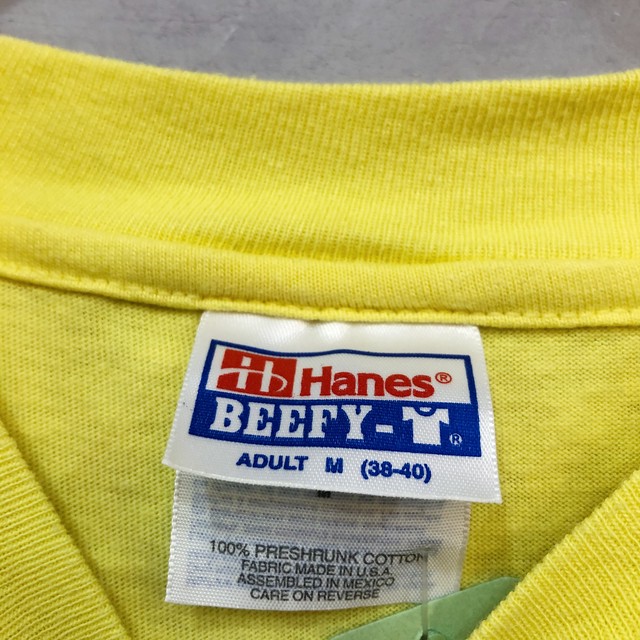 Hanes®
BEEFY-T®
ADULT M (38-40)
100% PRESHRUNK COTTON
FABRIC MADE IN U.S.A.
ASSEMBLED IN MEXICO
CARE ON REVERSE